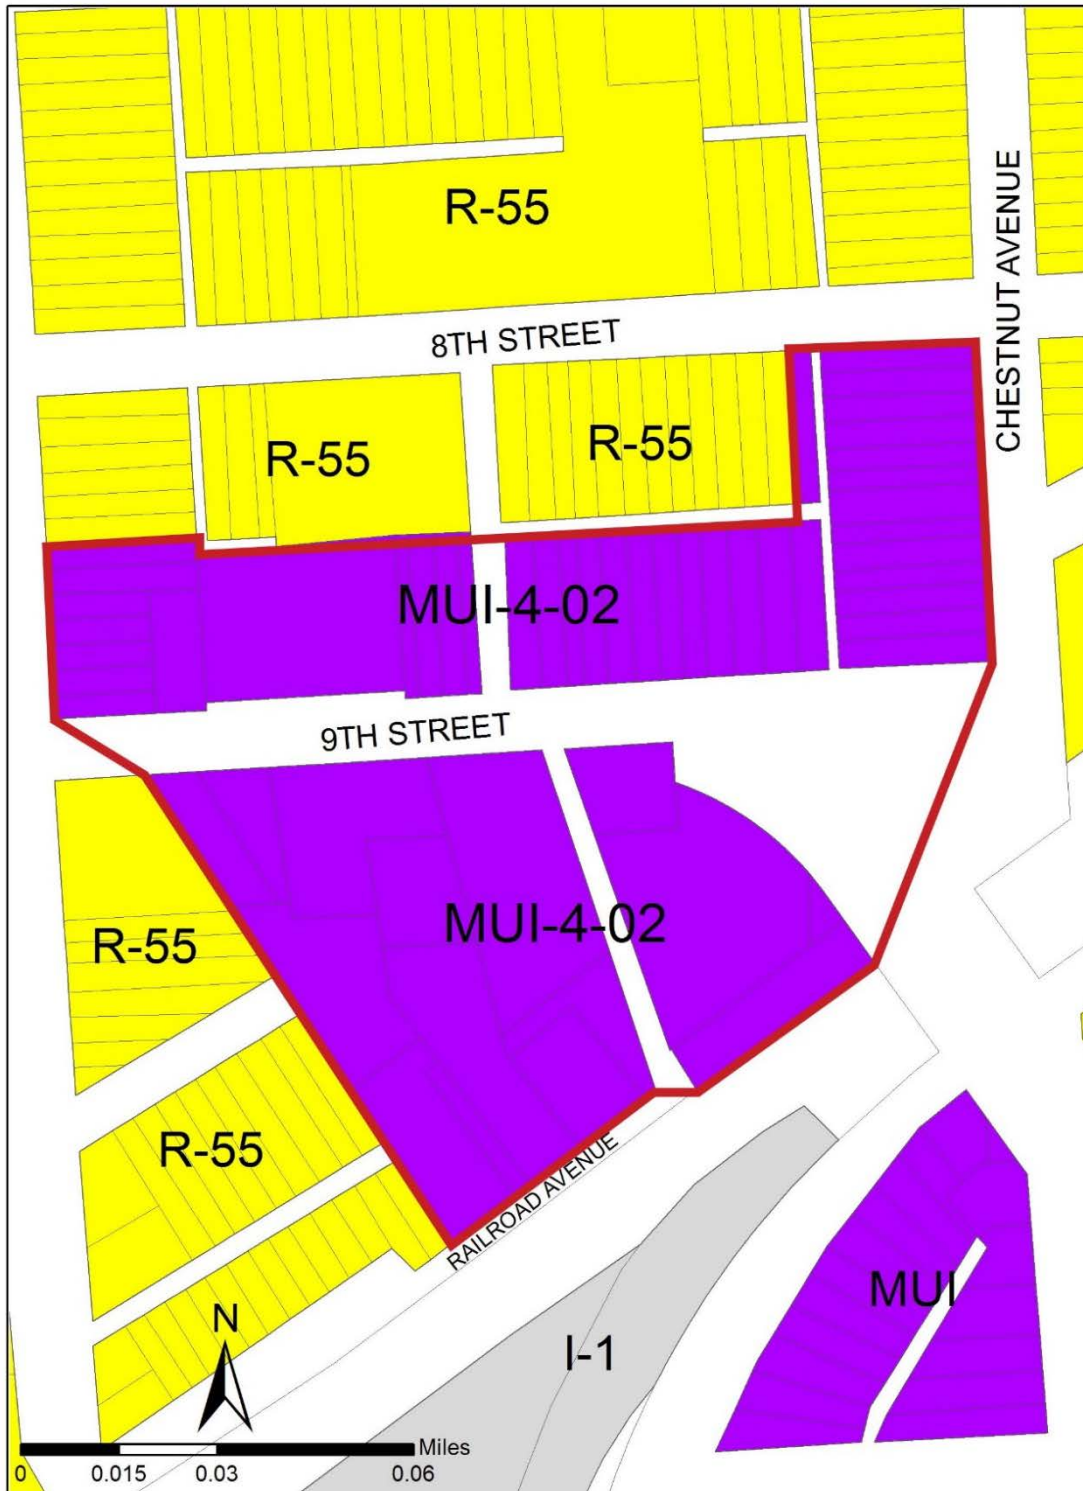 R-55
CHESTNUT AVENUE
8TH STREET
R-55
R-55
MUI-4-02
9TH STREET
MUI-4-02
R-55
R-55
RAILROAD AVENUE
MUI
I-1
N
Miles
0 0.015 0.03 0.06